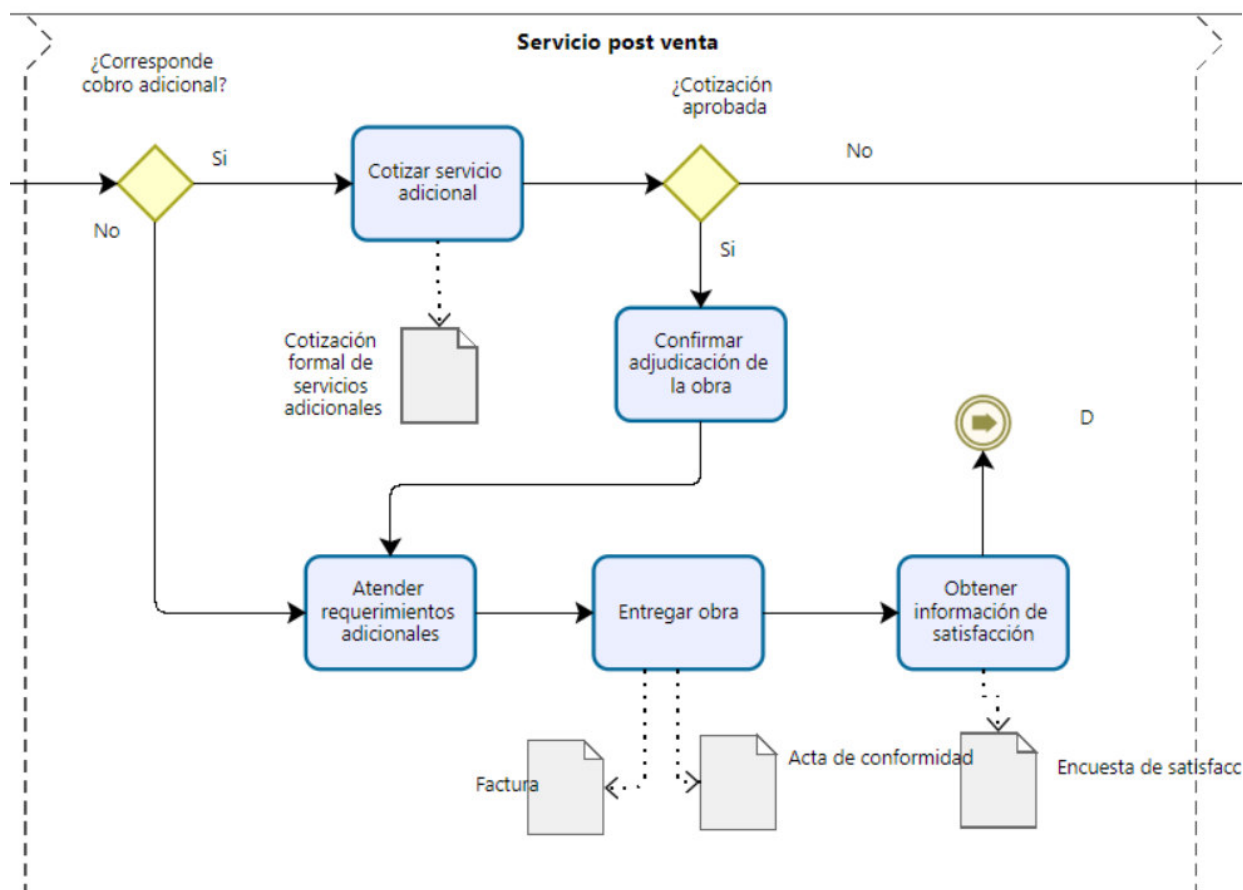 Servicio post venta
¿Corresponde
cobro adicional?
¿Cotización
aprobada
Si
Cotizar servicio
adicional
No
No
Si
Cotización
formal de
servicios
adicionales
Confirmar
adjudicación de
la obra
D
Atender
requerimientos
adicionales
Entregar obra
Obtener
información de
satisfacción
Factura
Acta de conformidad
Encuesta de satisfacc